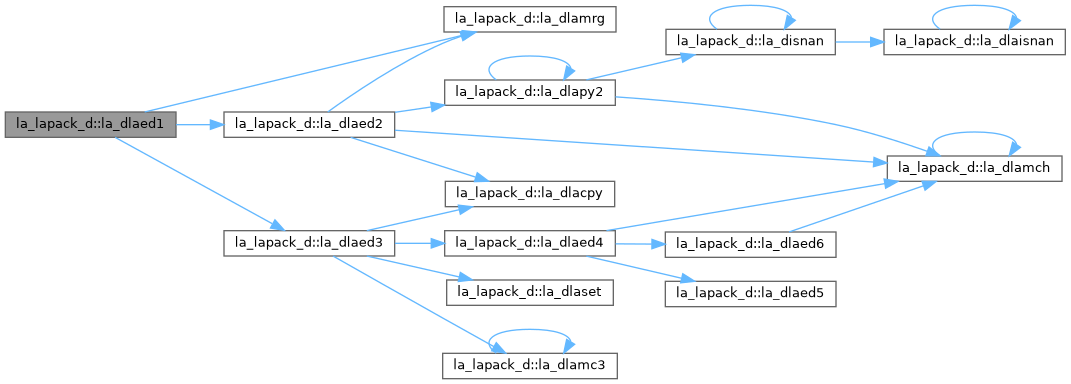 la_lapack_d::la_dlamrg
la_lapack_d::la_disnan
la_lapack_d::la_dlaisnan
la_lapack_d::la_dlapy2
la_lapack_d::la_dlaed1
la_lapack_d::la_dlaed2
la_lapack_d::la_dlamch
la_lapack_d::la_dlacpy
la_lapack_d::la_dlaed3
la_lapack_d::la_dlaed4
la_lapack_d::la_dlaed6
la_lapack_d::la_dlaset
la_lapack_d::la_dlaed5
la_lapack_d::la_dlamc3